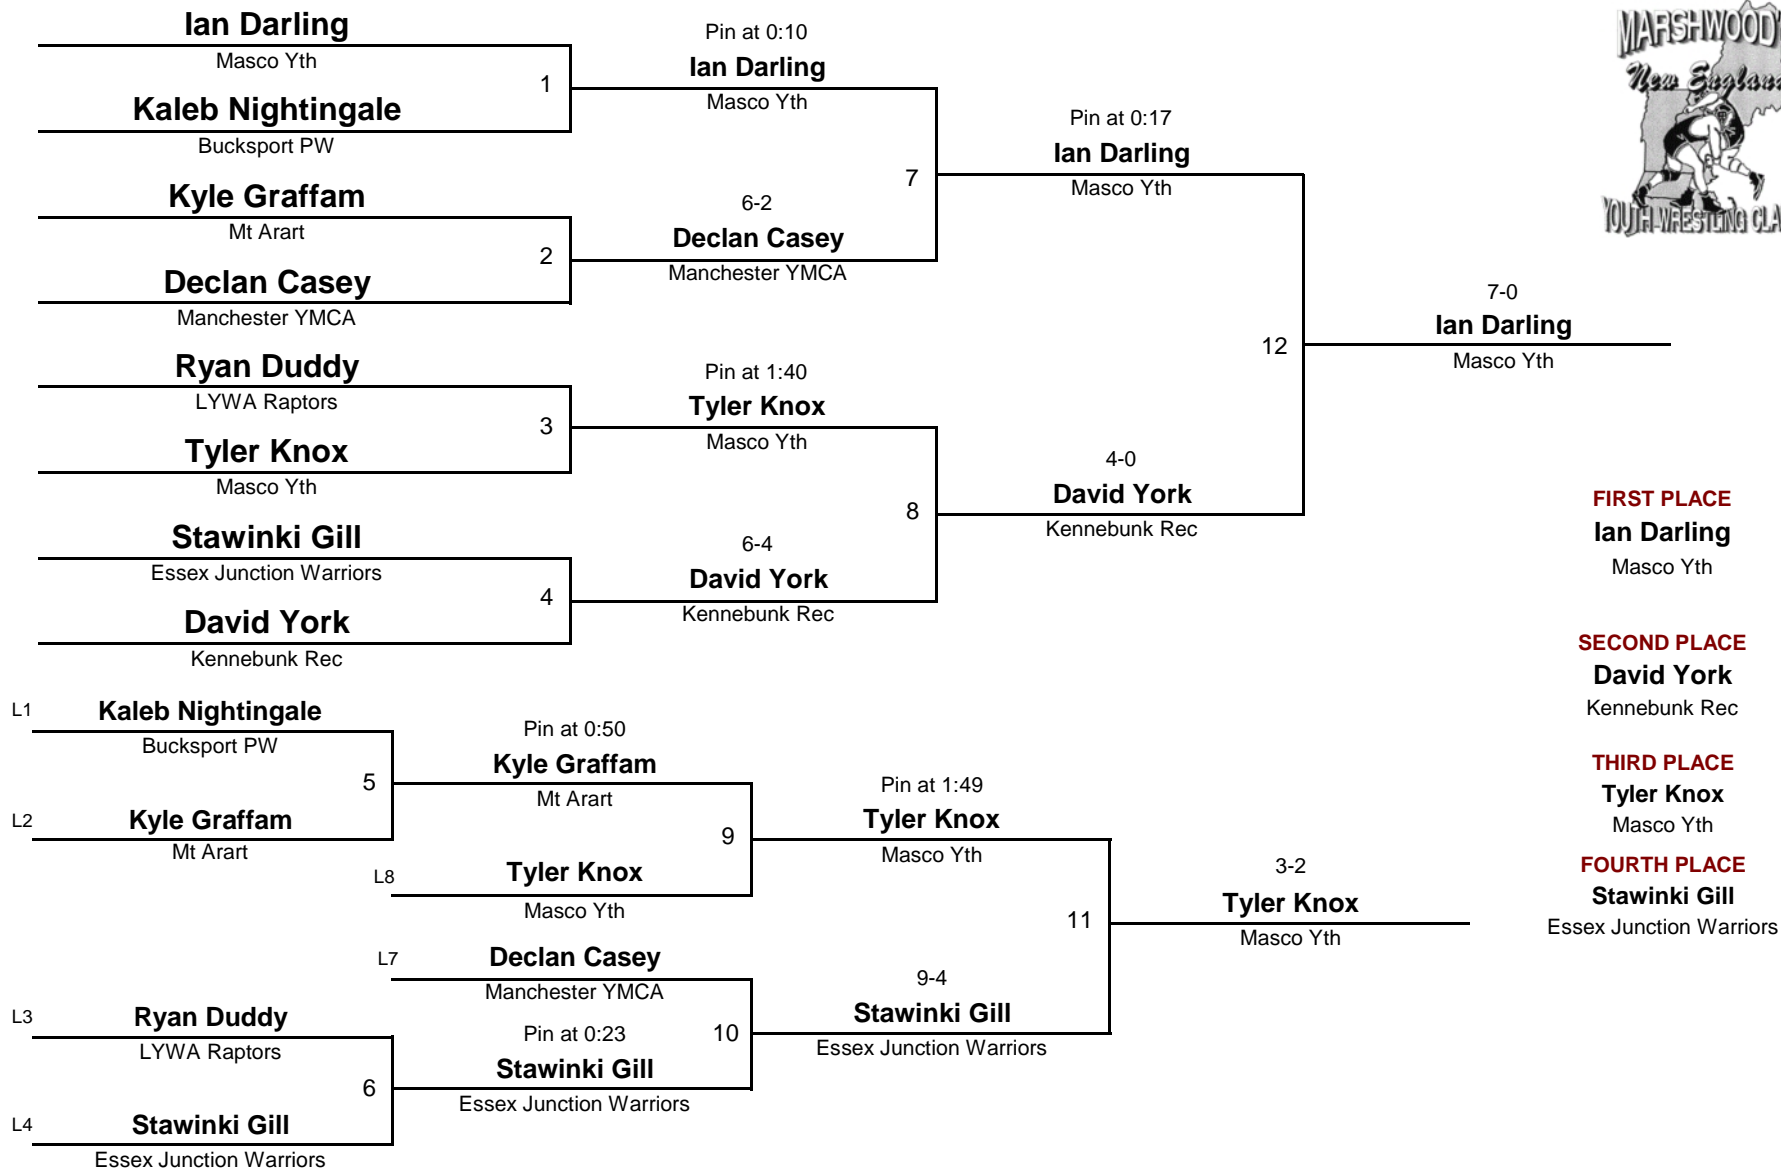 Ian Darling
Masco Yth
1
Kaleb Nightingale
Bucksport PW
Kyle Graffam
Mt Arart
2
Declan Casey
Manchester YMCA
Ryan Duddy
LYWA Raptors
3
Tyler Knox
Masco Yth
Stawinki Gill
Essex Junction Warriors
4
David York
Kennebunk Rec
Pin at 0:10
Ian Darling
Masco Yth
7
6-2
Declan Casey
Manchester YMCA
Pin at 1:40
Tyler Knox
Masco Yth
8
6-4
David York
Kennebunk Rec
Pin at 0:17
Ian Darling
Masco Yth
12
4-0
David York
Kennebunk Rec
7-0
Ian Darling
Masco Yth
MARSHWOOD
New England
YOUTH WRESTLING
FIRST PLACE
Ian Darling
Masco Yth
SECOND PLACE
David York
Kennebunk Rec
THIRD PLACE
Tyler Knox
Masco Yth
FOURTH PLACE
Stawinki Gill
Essex Junction Warriors
L1 Kaleb Nightingale
Bucksport PW
5
L2 Kyle Graffam
Mt Arart
Pin at 0:50
Kyle Graffam
Mt Arart
9
L8 Tyler Knox
Masco Yth
L7 Declan Casey
Manchester YMCA
L3 Ryan Duddy
LYWA Raptors
6
L4 Stawinki Gill
Essex Junction Warriors
Pin at 0:23
10
Stawinki Gill
Essex Junction Warriors
Pin at 1:49
Tyler Knox
Masco Yth
11
9-4
Stawinki Gill
Essex Junction Warriors
3-2
Tyler Knox
Masco Yth